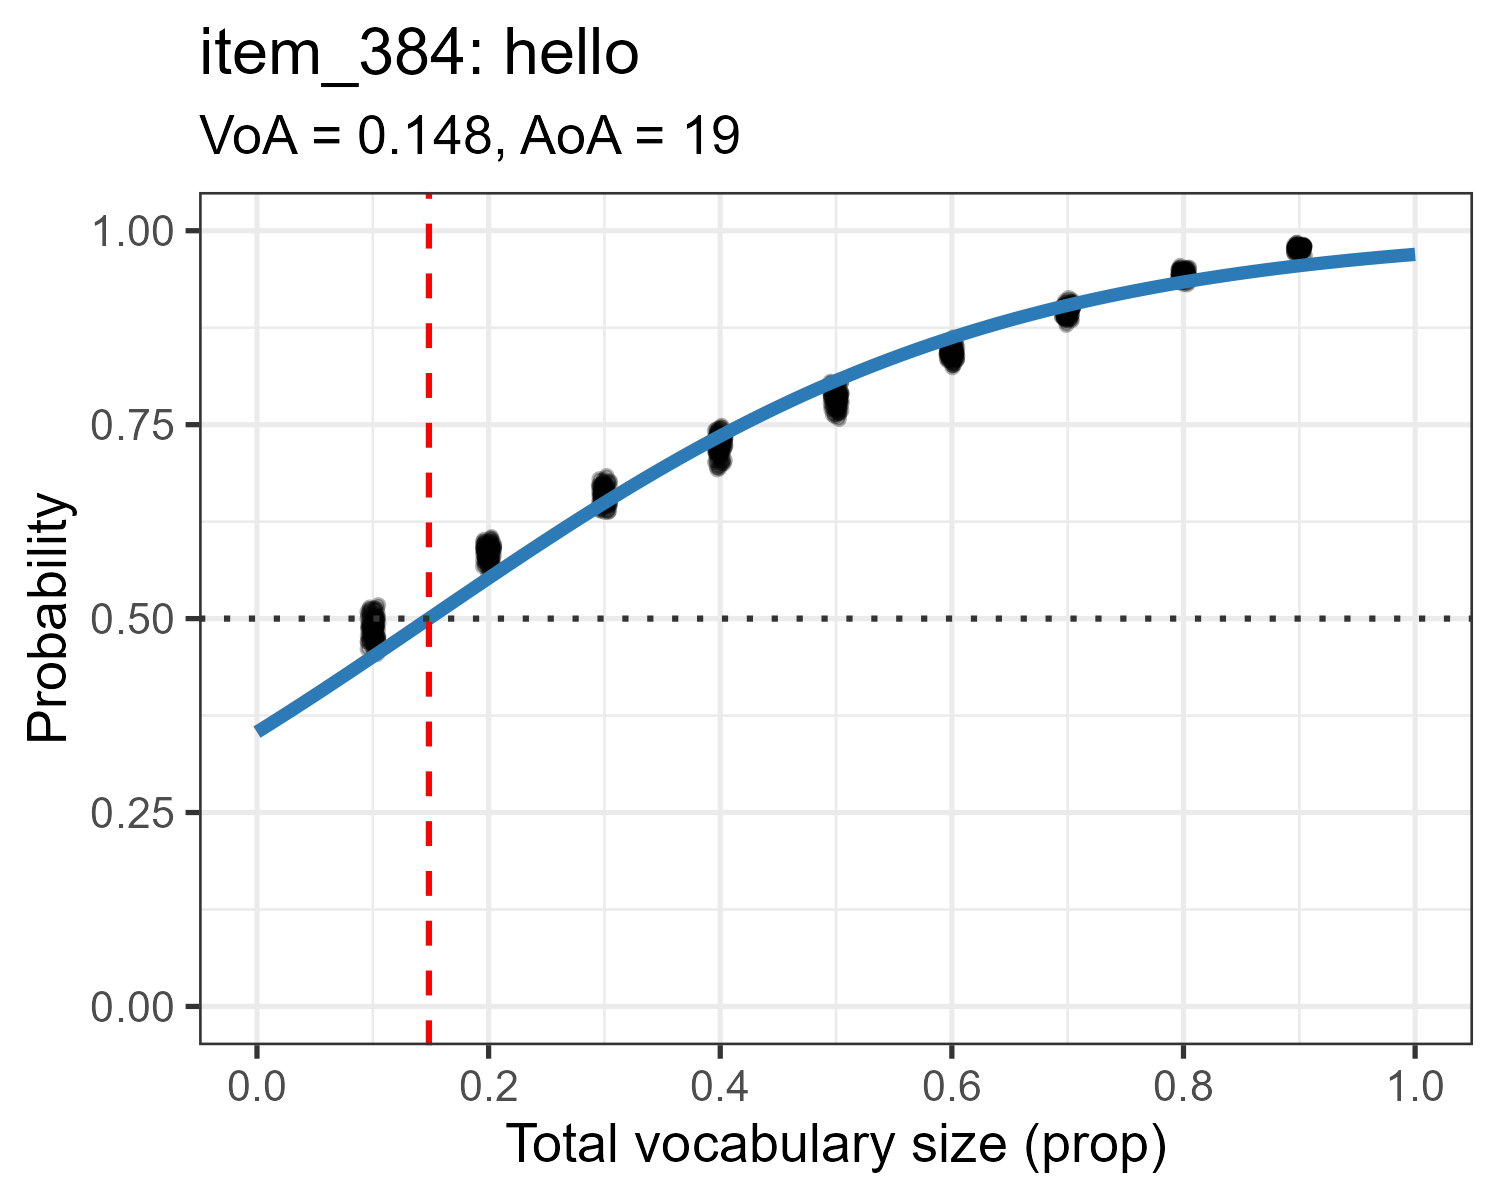 item_384: hello
VoA = 0.148, AoA = 19
1.00
0.75
0.50
0.25
0.00
Probability
0.0 0.2 0.4 0.6 0.8 1.0
Total vocabulary size (prop)